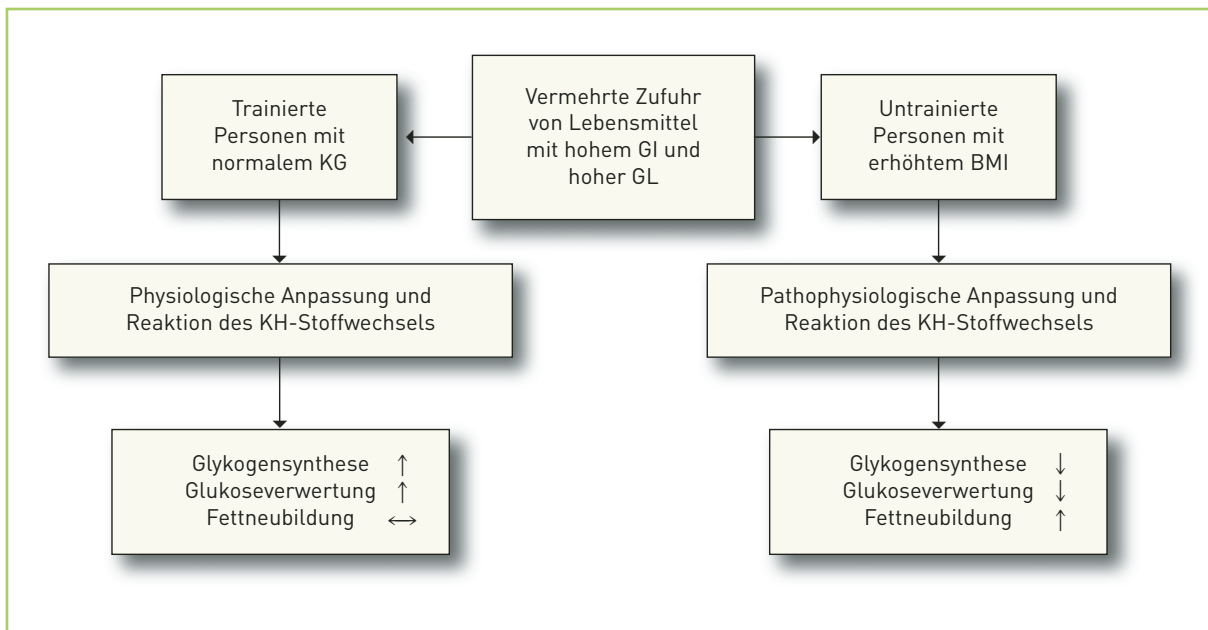 Trainierte
Personen mit
normalem KG
Vermehrte Zufuhr
von Lebensmittel
mit hohem GI und
hoher GL
Untrainierte
Personen mit
erhöhtem BMI
Physiologische Anpassung und
Reaktion des KH-Stoffwechsels
Pathophysiologische Anpassung und
Reaktion des KH-Stoffwechsels
Glykogensynthese ↑
Glukoseverwertung ↑
Fettneubildung ↔
Glykogensynthese ↓
Glukoseverwertung ↓
Fettneubildung ↑